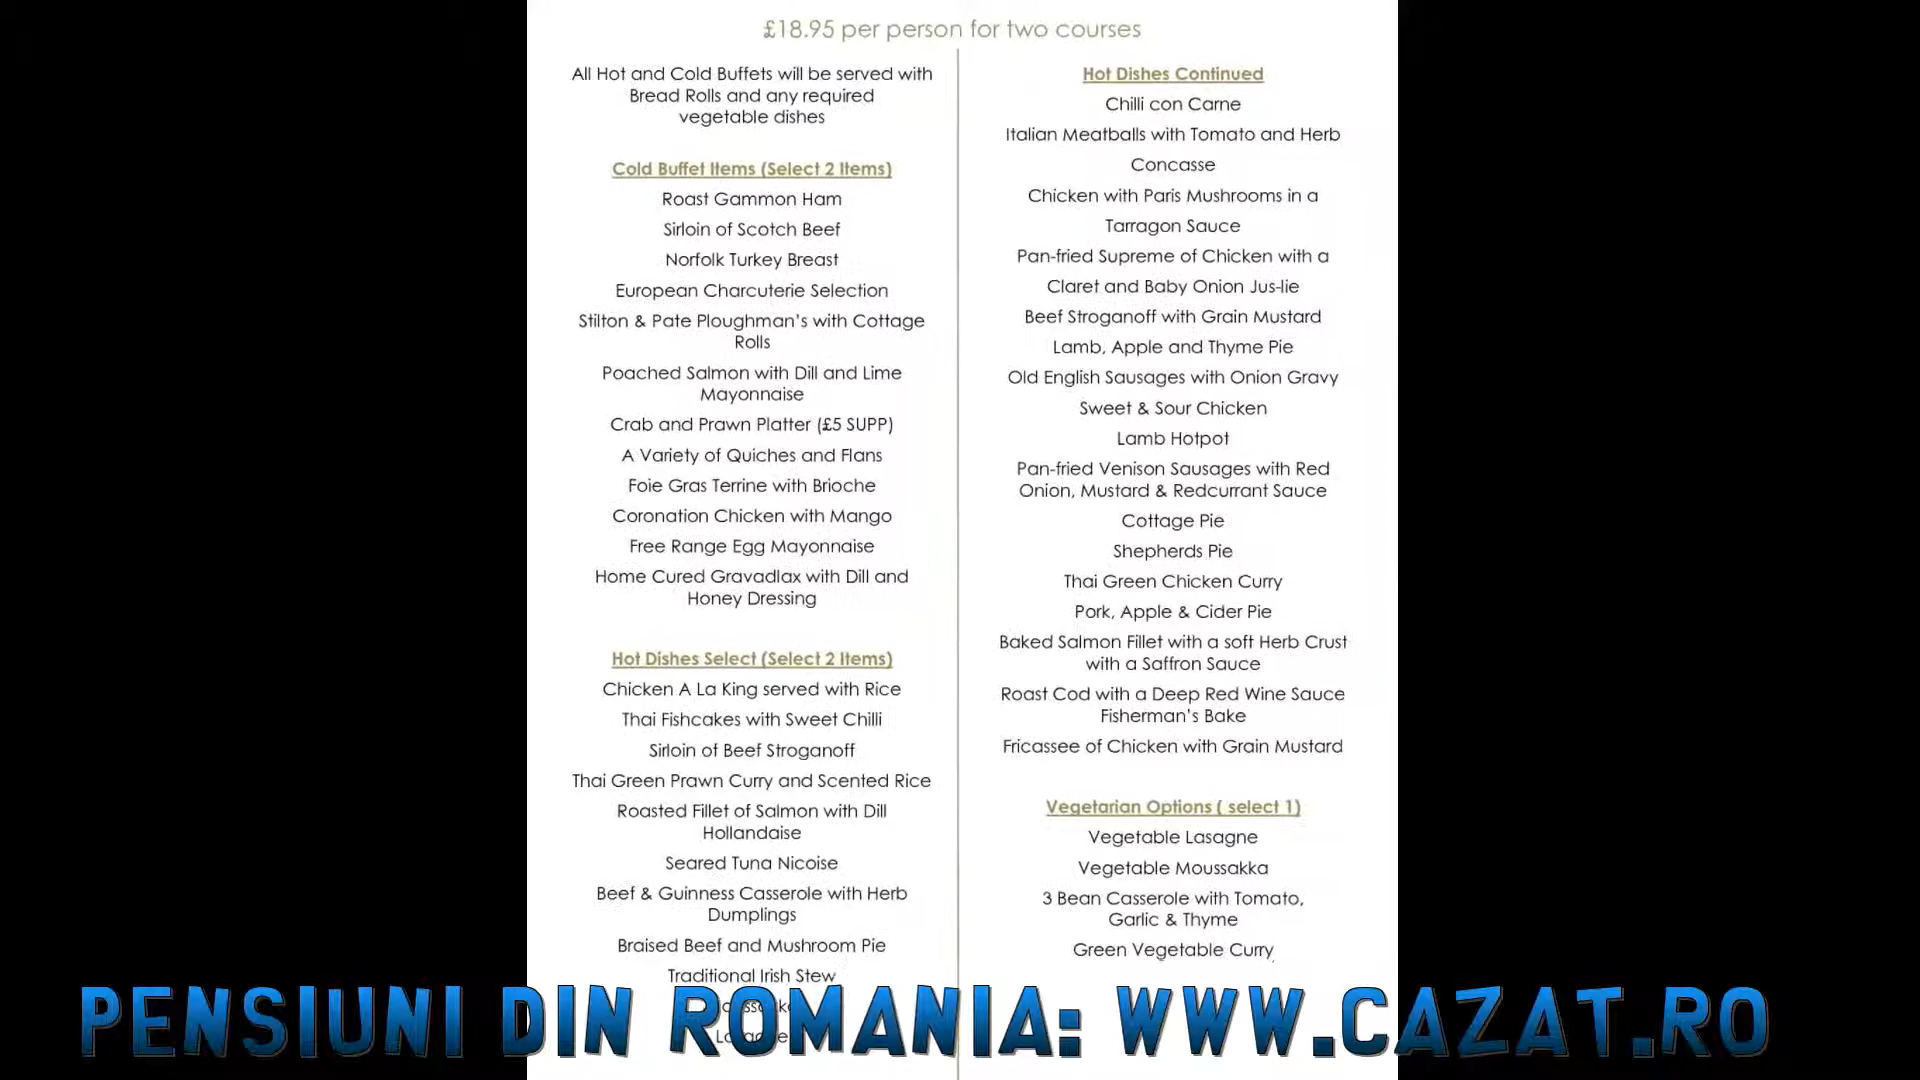 £18.95 per person for two courses
All Hot and Cold Buffets will be served with
Bread Rolls and any required
vegetable dishes
Cold Buffet Items (Select 2 Items)
Roast Gammon Ham
Sirloin of Scotch Beef
Norfolk Turkey Breast
European Charcuterie Selection
Stilton & Pate Ploughman's with Cottage
Rolls
Poached Salmon with Dill and Lime
Mayonnaise
Crab and Prawn Platter (£5 SUPP)
A Variety of Quiches and Flans
Foie Gras Terrine with Brioche
Coronation Chicken with Mango
Free Range Egg Mayonnaise
Home Cured Gravadlax with Dill and
Honey Dressing
Hot Dishes Select (Select 2 Items)
Chicken A La King served with Rice
Thai Fishcakes with Sweet Chilli
Sirloin of Beef Stroganoff
Thai Green Prawn Curry and Scented Rice
Roasted Fillet of Salmon with Dill
Hollandaise
Seared Tuna Nicoise
Beef & Guinness Casserole with Herb
Dumplings
Braised Beef and Mushroom Pie
Traditional Irish Stew
Hot Dishes Continued
Chilli con Carne
Italian Meatballs with Tomato and Herb
Concasse
Chicken with Paris Mushrooms in a
Tarragon Sauce
Pan-fried Supreme of Chicken with a
Claret and Baby Onion Jus-lie
Beef Stroganoff with Grain Mustard
Lamb, Apple and Thyme Pie
Old English Sausages with Onion Gravy
Sweet & Sour Chicken
Lamb Hotpot
Pan-fried Venison Sausages with Red
Onion, Mustard & Redcurrant Sauce
Cottage Pie
Shepherds Pie
Thai Green Chicken Curry
Pork, Apple & Cider Pie
Baked Salmon Fillet with a soft Herb Crust
with a Saffron Sauce
Roast Cod with a Deep Red Wine Sauce
Fisherman's Bake
Fricassee of Chicken with Grain Mustard
Vegetarian Options ( select 1)
Vegetable Lasagne
Vegetable Moussakka
3 Bean Casserole with Tomato,
Garlic & Thyme
Green Vegetable Curry
PENSIUNI DIN ROMANIA: WWW.CAZAT.RO